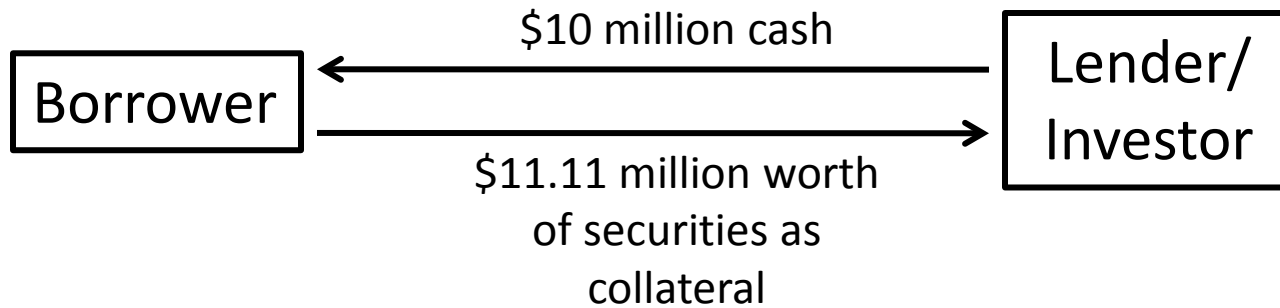 $10 million cash
Borrower
Lender/
Investor
$11.11 million worth
of securities as
collateral